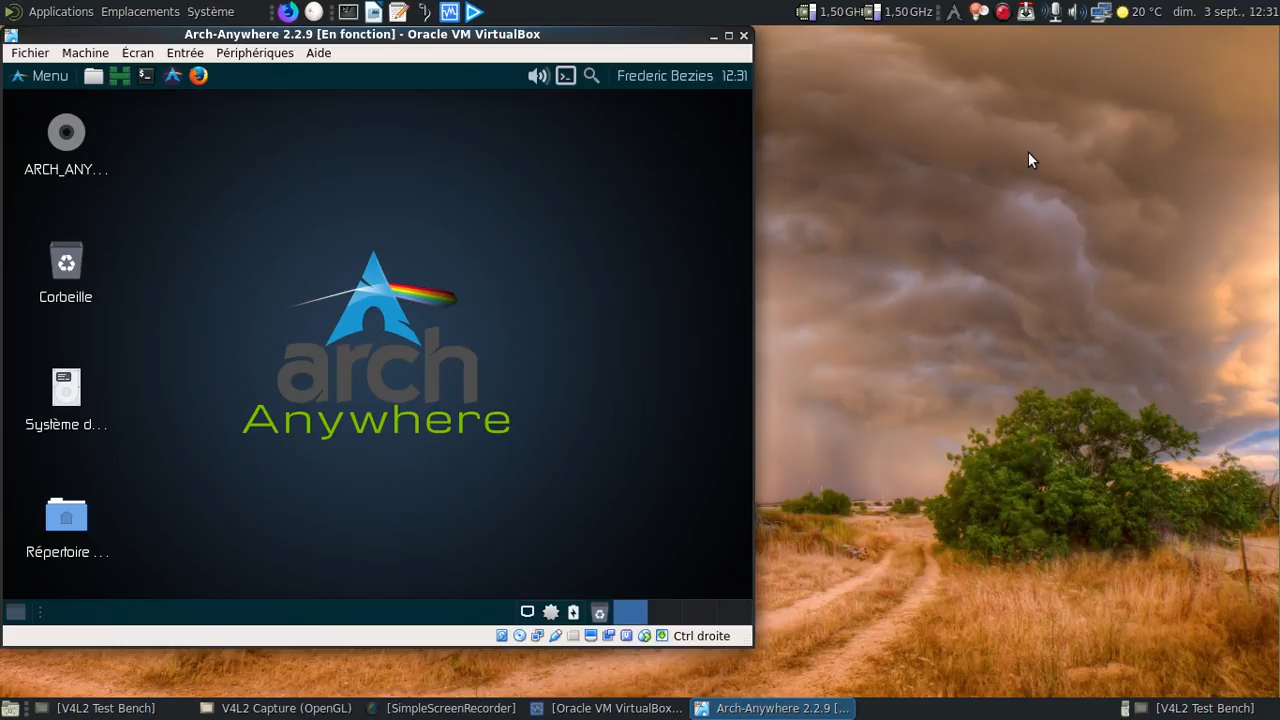 Applications Emplacements Système
1,50 GHz 1,50 GHz 20 °C dim. 3 sept., 12:31
Arch-Anywhere 2.2.9 [En fonction] - Oracle VM VirtualBox
Fichier Machine Écran Entrée Périphériques Aide
Menu Frederic Bezies 12:31
ARCH_ANY...
Corbeille
Système d...
Répertoire ...
arch
Anywhere
Ctrl droite
[V4L2 Test Bench] V4L2 Capture (OpenGL) [SimpleScreenRecorder] [Oracle VM VirtualBox... Arch-Anywhere 2.2.9 [... [V4L2 Test Bench]